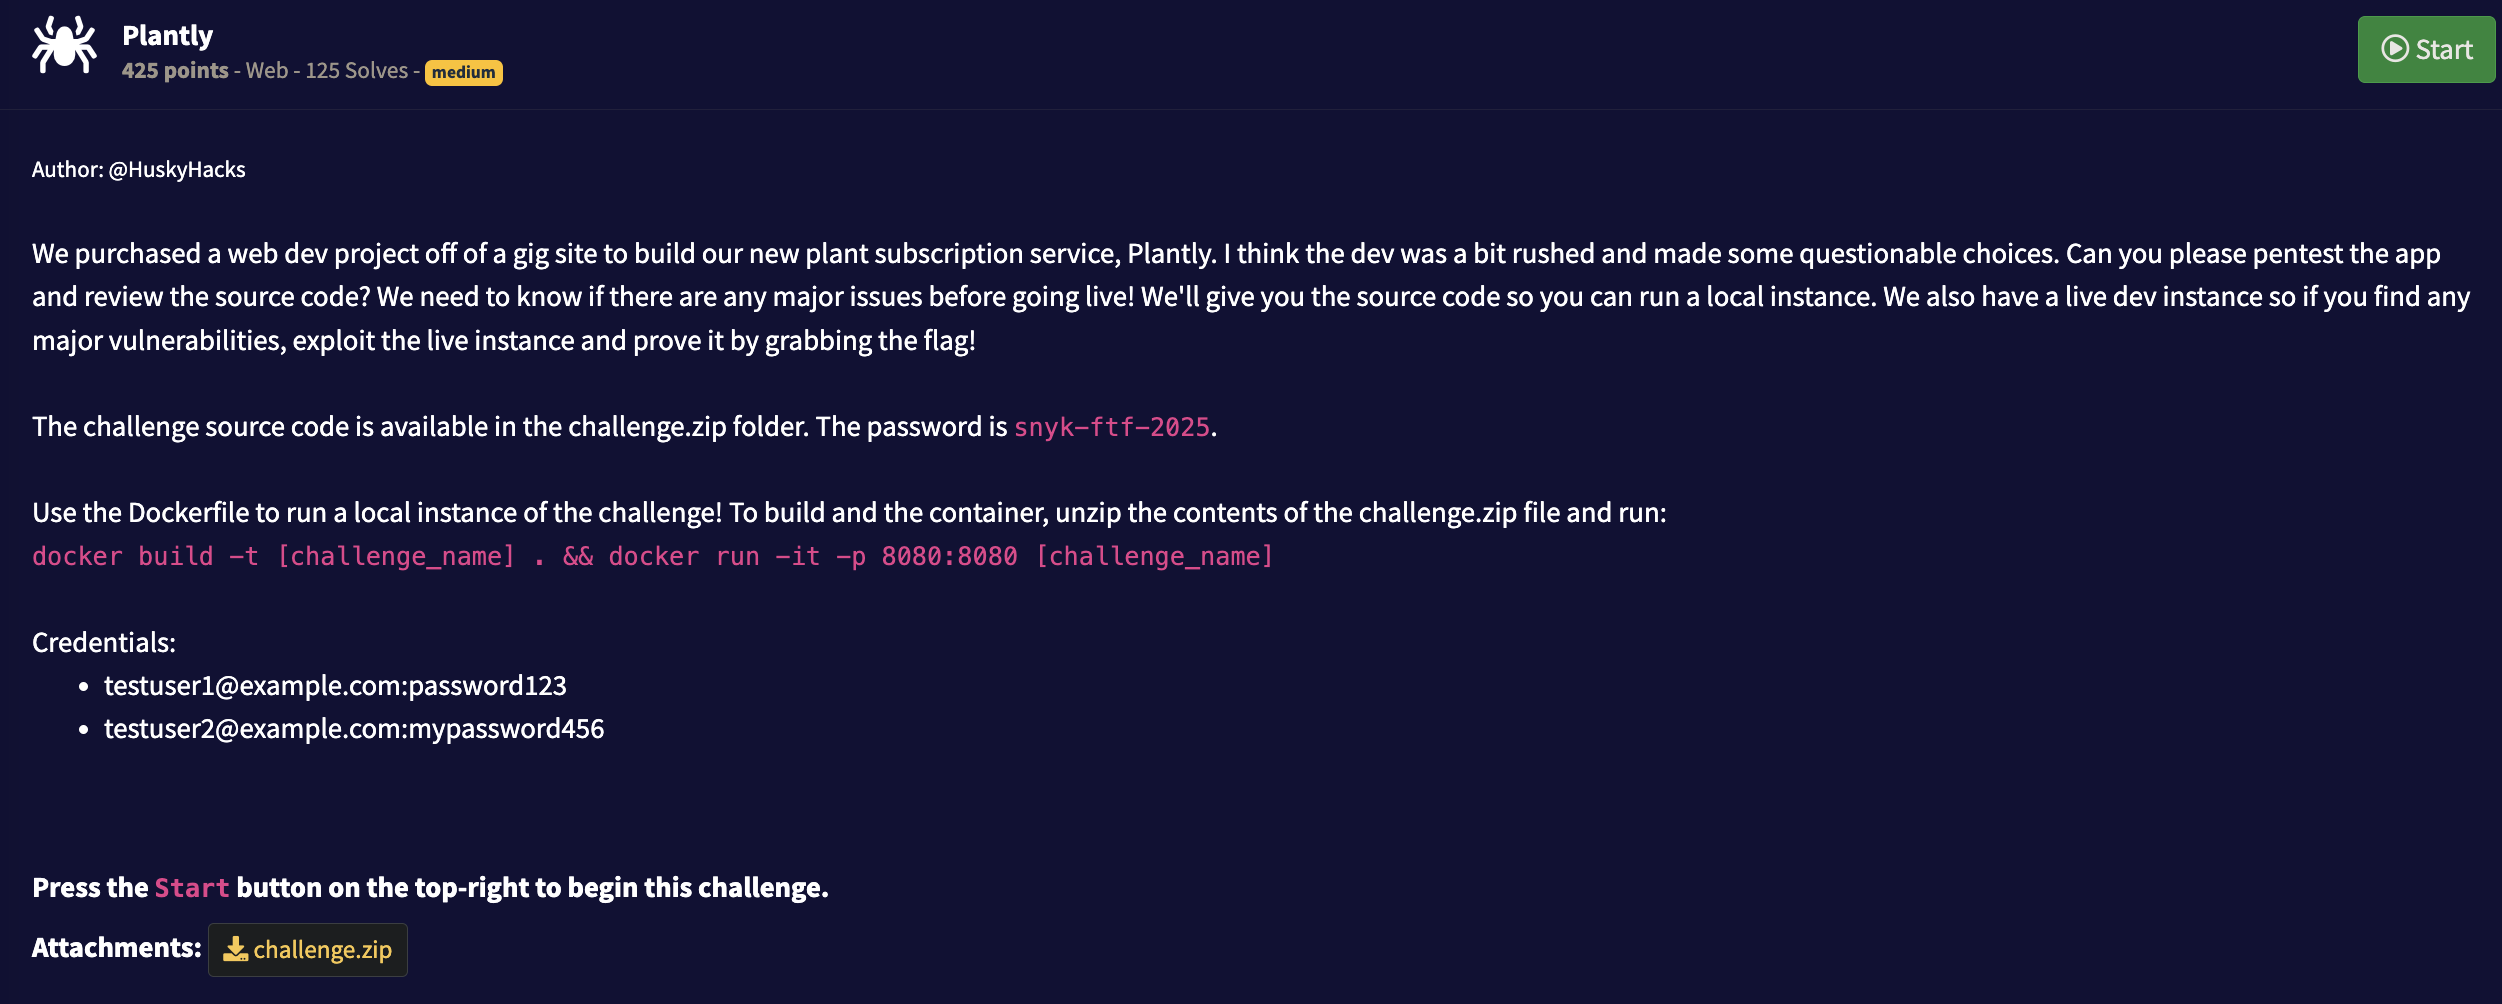 Plantly
425 points - Web - 125 Solves - medium
Start
Author: @HuskyHacks
We purchased a web dev project off of a gig site to build our new plant subscription service, Plantly. I think the dev was a bit rushed and made some questionable choices. Can you please pentest the app
and review the source code? We need to know if there are any major issues before going live! We'll give you the source code so you can run a local instance. We also have a live dev instance so if you find any
major vulnerabilities, exploit the live instance and prove it by grabbing the flag!
The challenge source code is available in the challenge.zip folder. The password is snyk-ftf-2025.
Use the Dockerfile to run a local instance of the challenge! To build and the container, unzip the contents of the challenge.zip file and run:
docker build -t [challenge_name] . && docker run -it -p 8080:8080 [challenge_name]
Credentials:
• testuser1@example.com:password123
• testuser2@example.com:mypassword456
Press the Start button on the top-right to begin this challenge.
Attachments: challenge.zip